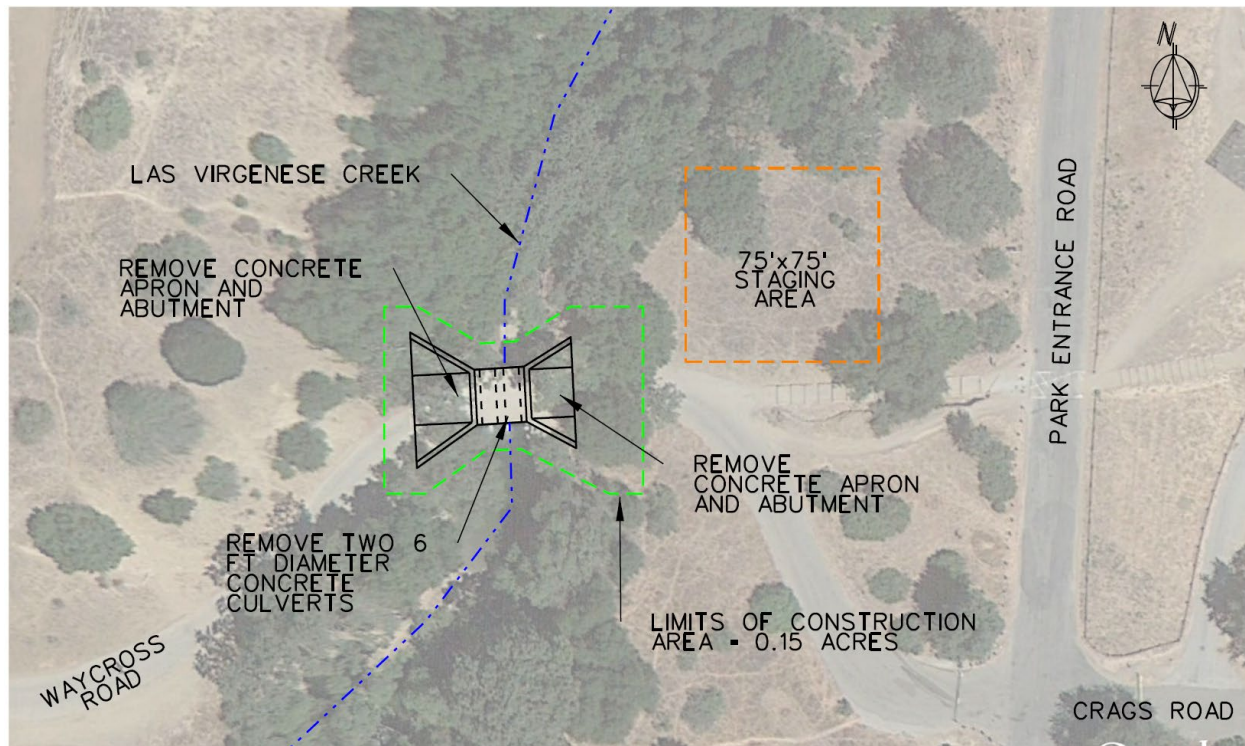 N
LAS VIRGENESE CREEK
REMOVE CONCRETE
APRON AND
ABUTMENT
75'x75'
STAGING
AREA
PARK ENTRANCE ROAD
REMOVE
CONCRETE APRON
AND ABUTMENT
REMOVE TWO 6
FT DIAMETER
CONCRETE
CULVERTS
LIMITS OF CONSTRUCTION
AREA - 0.15 ACRES
WAYCROSS
ROAD
CRAGS ROAD